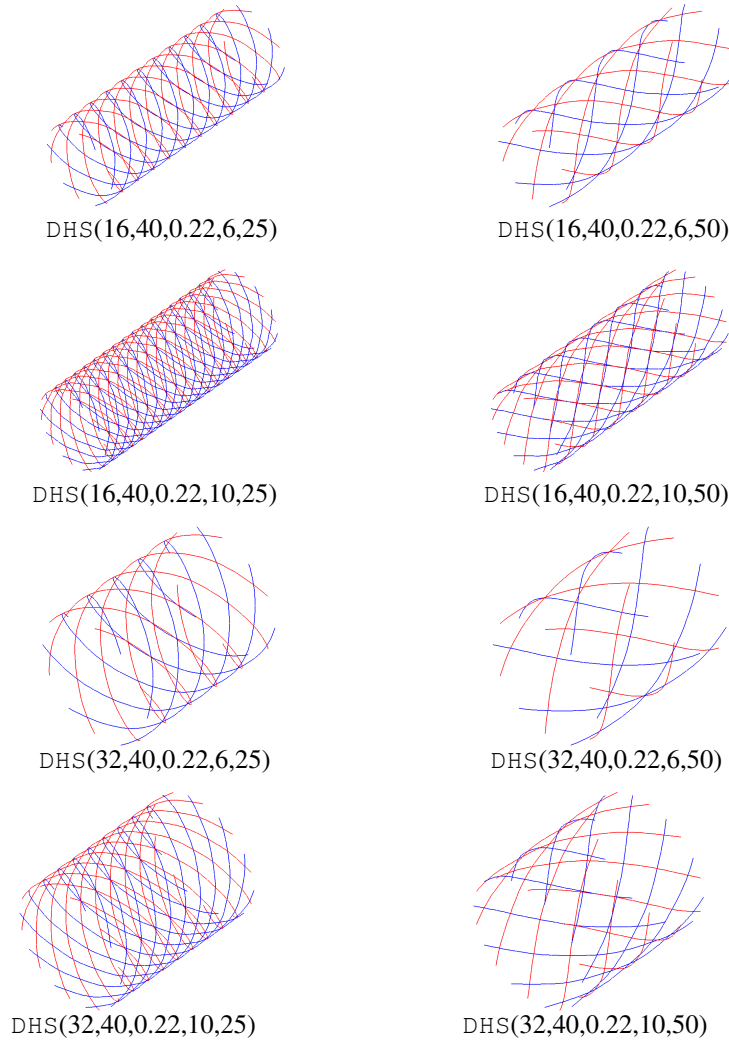 DHS(16,40,0.22,6,25)
DHS(16,40,0.22,6,50)
DHS(16,40,0.22,10,25)
DHS(16,40,0.22,10,50)
DHS(32,40,0.22,6,25)
DHS(32,40,0.22,6,50)
DHS(32,40,0.22,10,25)
DHS(32,40,0.22,10,50)